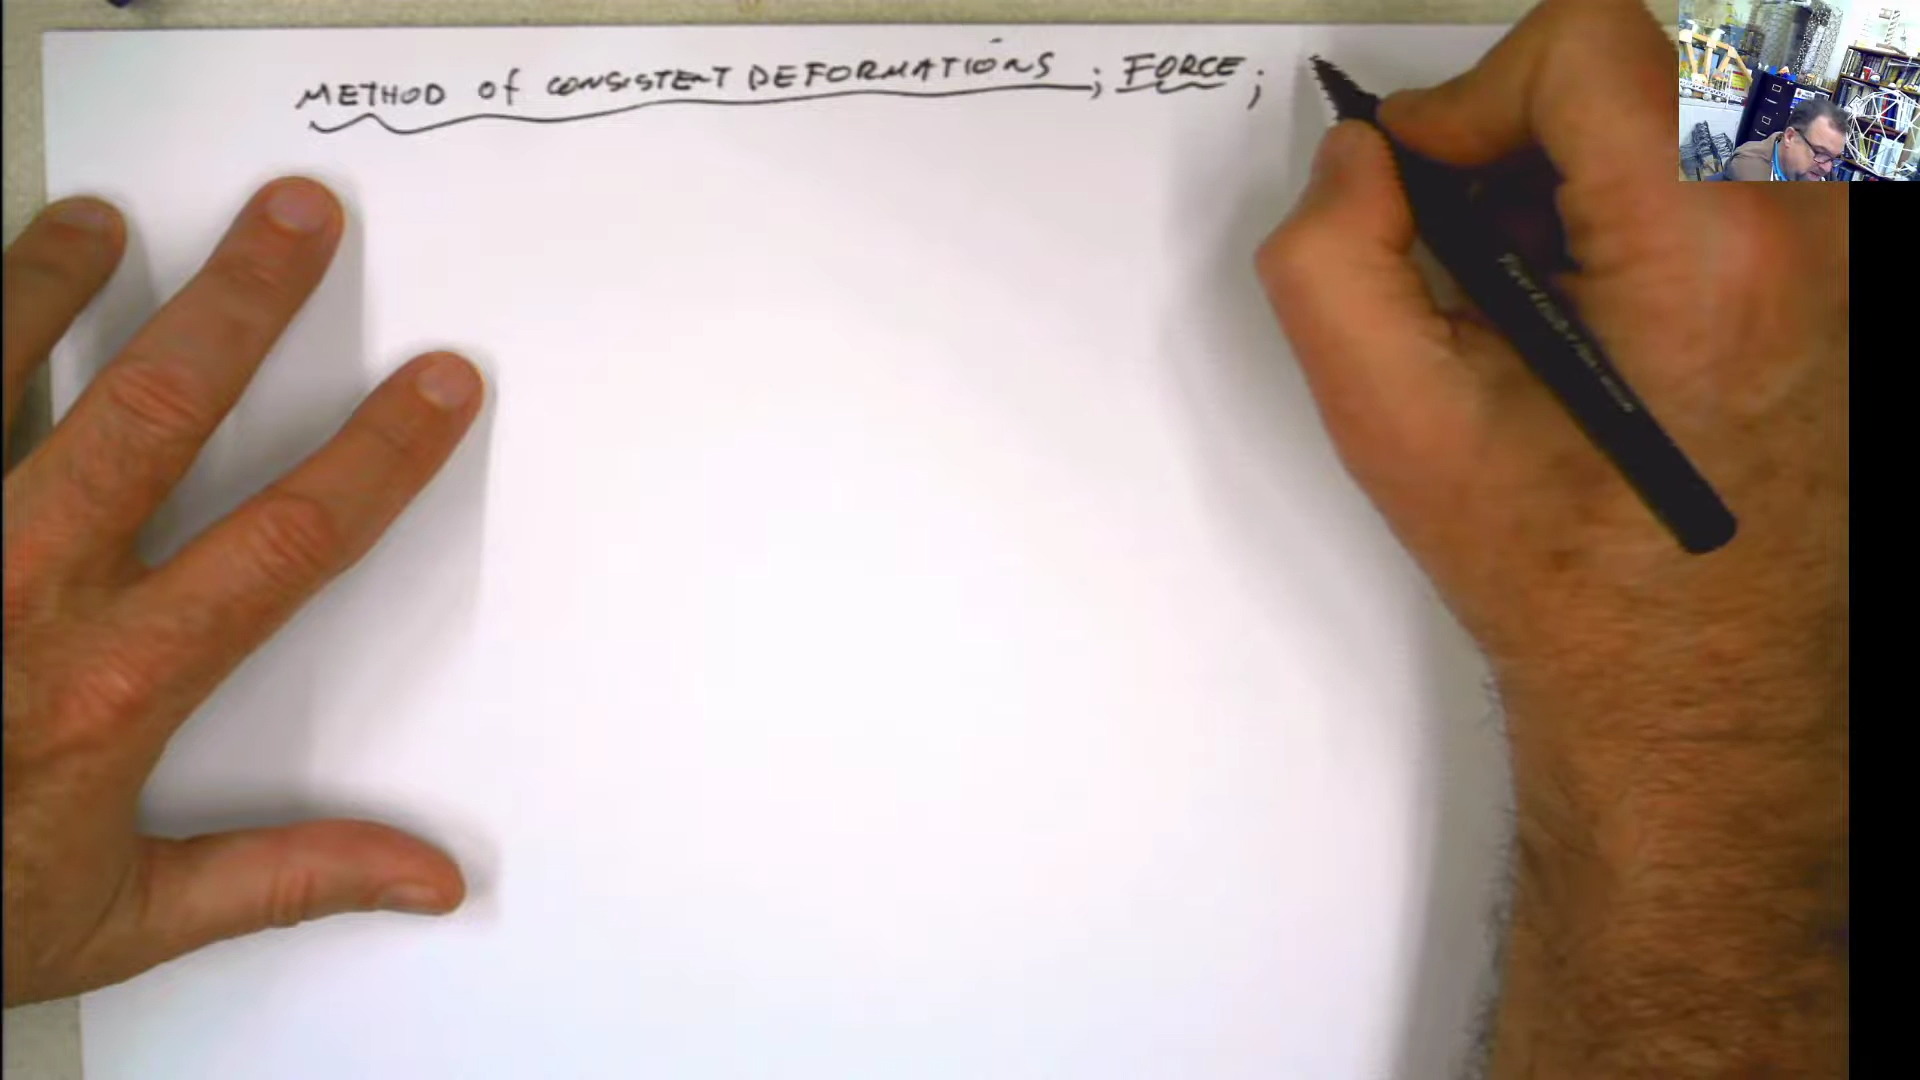 METHOD of CONSISTENT DEFORMATIONS ; FORCE ;